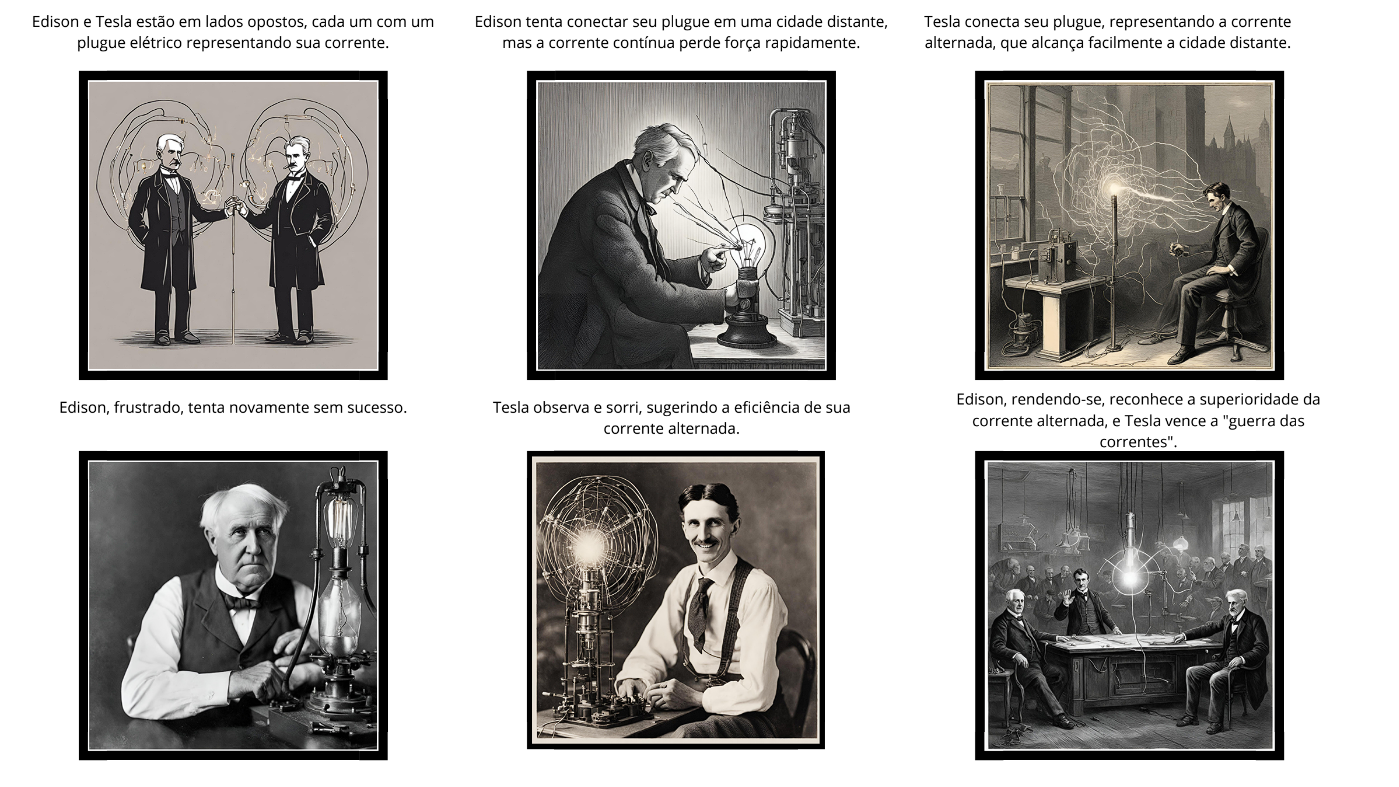 Edison e Tesla estão em lados opostos, cada um com um
plugue elétrico representando sua corrente.
Edison tenta conectar seu plugue em uma cidade distante,
mas a corrente contínua perde força rapidamente.
Tesla conecta seu plugue, representando a corrente
alternada, que alcança facilmente a cidade distante.
Edison, frustrado, tenta novamente sem sucesso.
Tesla observa e sorri, sugerindo a eficiência de sua
corrente alternada.
Edison, rendendo-se, reconhece a superioridade da
corrente alternada, e Tesla vence a "guerra das
correntes".